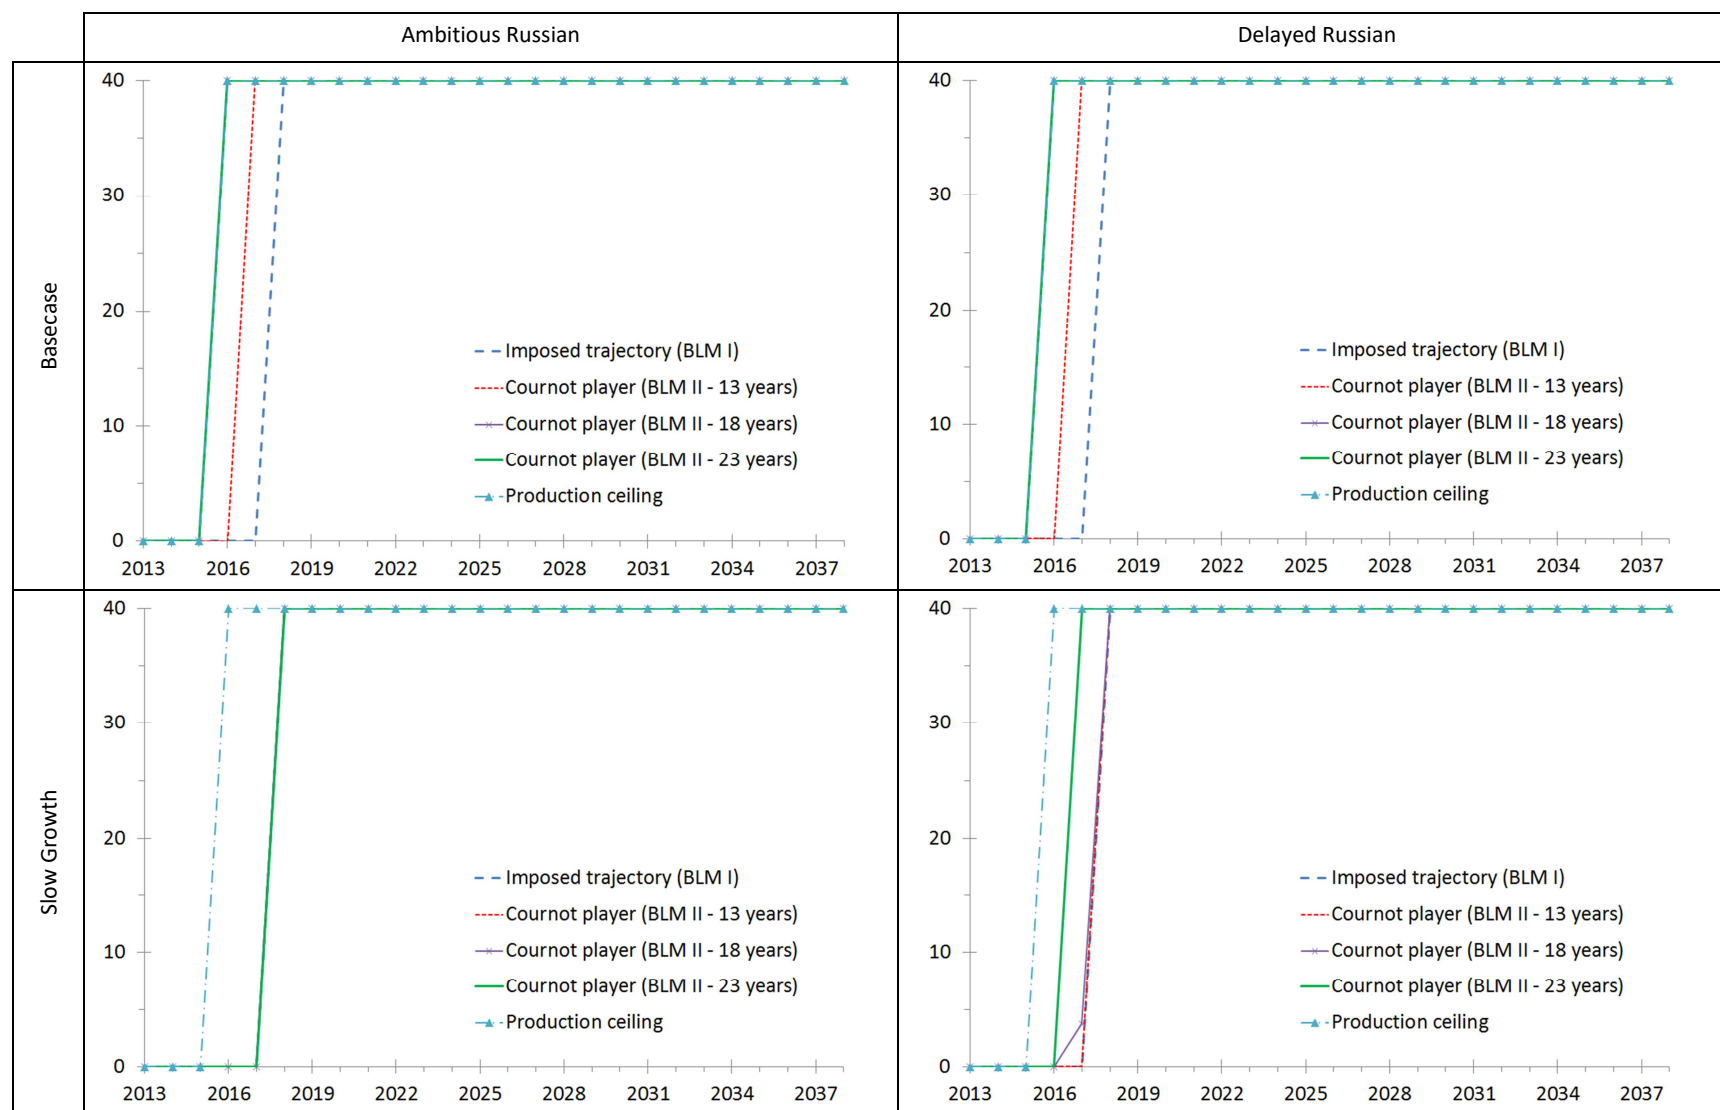 Ambitious Russian
Delayed Russian
Basecase
40
30
20
10
0
2013 2016 2019 2022 2025 2028 2031 2034 2037
Imposed trajectory (BLM I)
Cournot player (BLM II - 13 years)
Cournot player (BLM II - 18 years)
Cournot player (BLM II - 23 years)
Production ceiling
40
30
20
10
0
2013 2016 2019 2022 2025 2028 2031 2034 2037
Imposed trajectory (BLM I)
Cournot player (BLM II - 13 years)
Cournot player (BLM II - 18 years)
Cournot player (BLM II - 23 years)
Production ceiling
Slow Growth
40
30
20
10
0
2013 2016 2019 2022 2025 2028 2031 2034 2037
Imposed trajectory (BLM I)
Cournot player (BLM II - 13 years)
Cournot player (BLM II - 18 years)
Cournot player (BLM II - 23 years)
Production ceiling
40
30
20
10
0
2013 2016 2019 2022 2025 2028 2031 2034 2037
Imposed trajectory (BLM I)
Cournot player (BLM II - 13 years)
Cournot player (BLM II - 18 years)
Cournot player (BLM II - 23 years)
Production ceiling